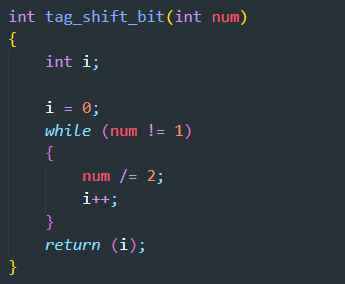 int tag_shift_bit(int num)
{
    int i;

    i = 0;
    while (num != 1)
    {
        num /= 2;
        i++;
    }
    return (i);
}